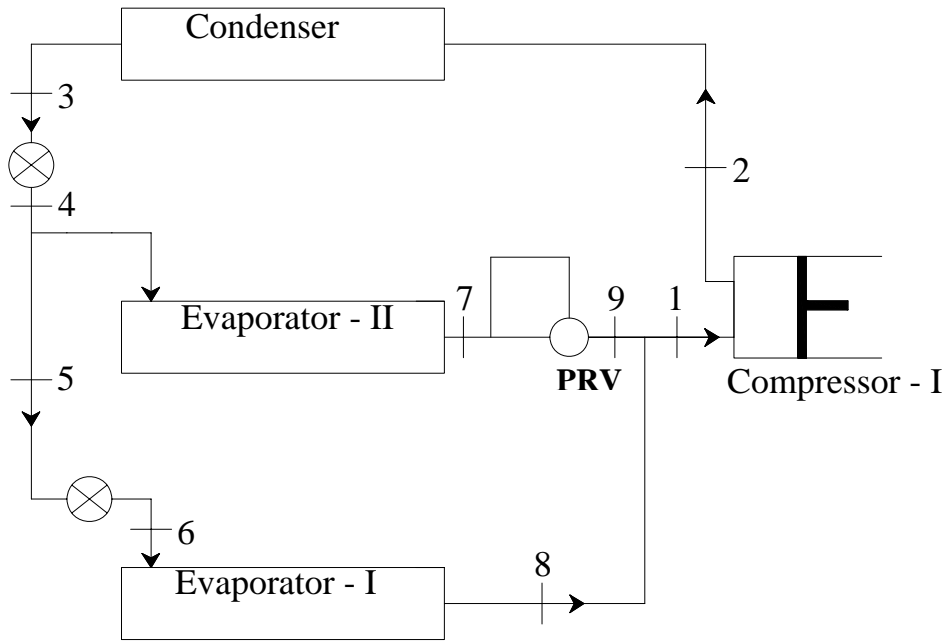 Condenser
3
2
4
Evaporator - II
7
9
1
PRV
Compressor - I
5
6
Evaporator - I
8